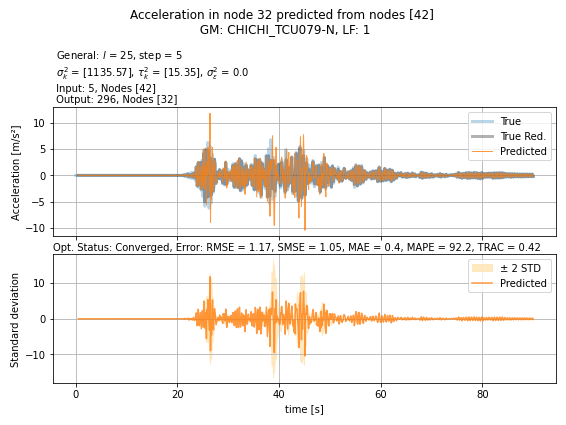 Acceleration in node 32 predicted from nodes [42]
GM: CHICHI_TCU079-N, LF: 1
General: l = 25, step = 5
σ²ₖ = [1135.57], τ²ₖ = [15.35], σ²ε = 0.0
Input: 5, Nodes [42]
Output: 296, Nodes [32]
Acceleration [m/s²]
10
5
0
−5
−10
True
True Red.
Predicted
Opt. Status: Converged, Error: RMSE = 1.17, SMSE = 1.05, MAE = 0.4, MAPE = 92.2, TRAC = 0.42
Standard deviation
10
0
−10
± 2 STD
Predicted
0 20 40 60 80
time [s]